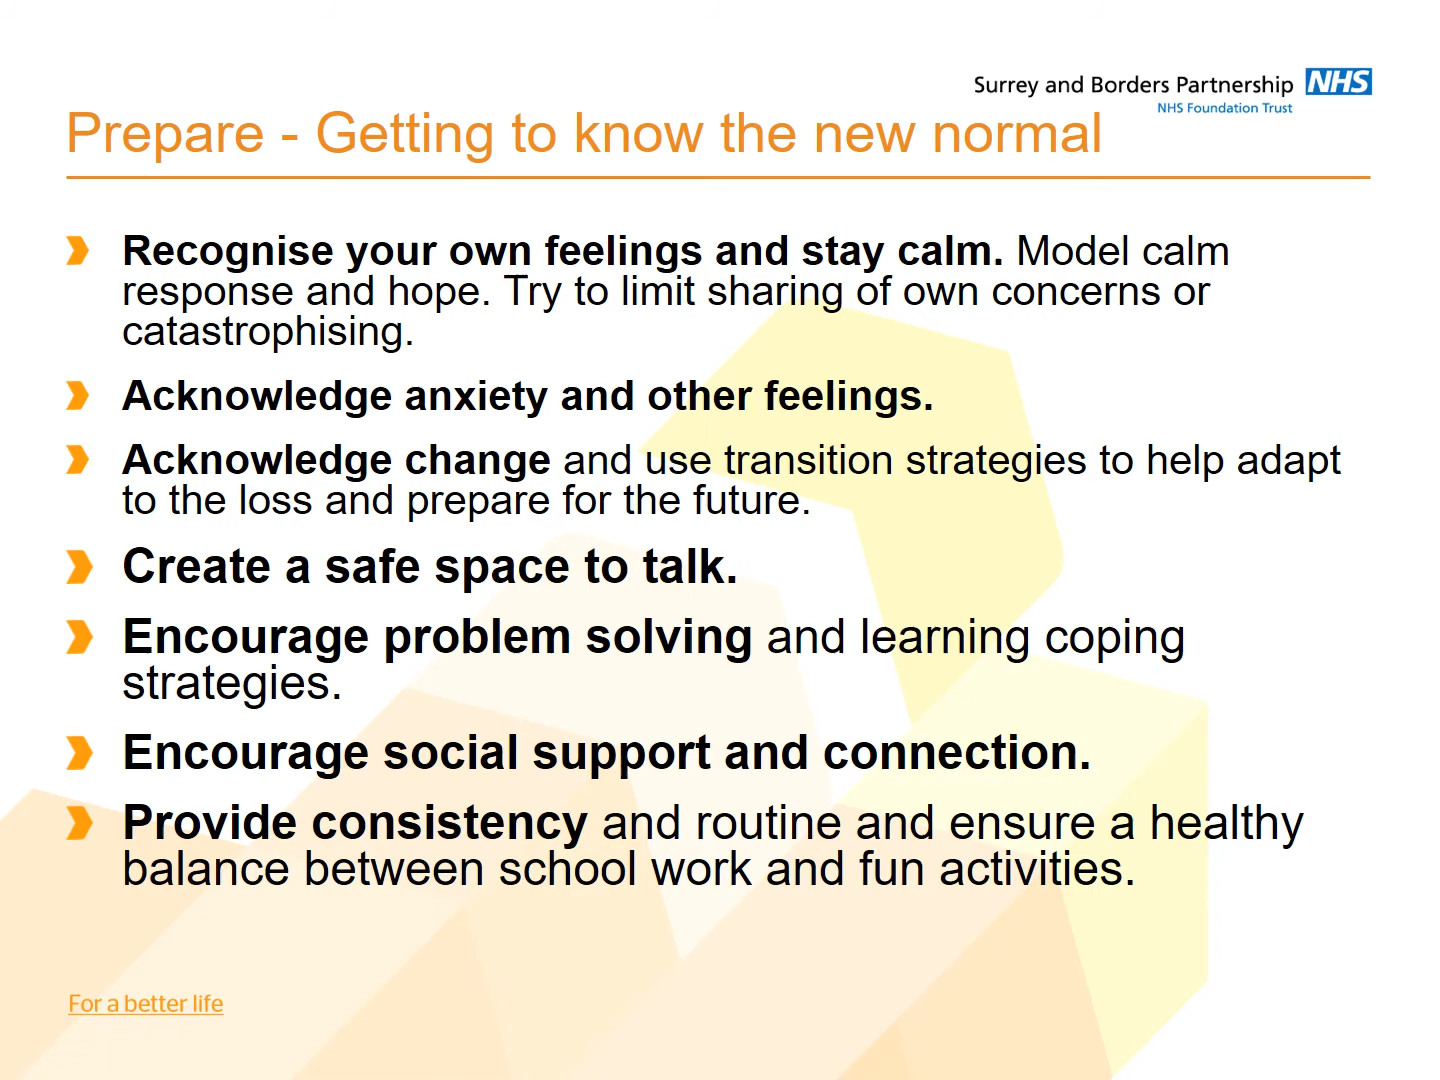 Surrey and Borders Partnership NHS
NHS Foundation Trust
Prepare - Getting to know the new normal
Recognise your own feelings and stay calm. Model calm
response and hope. Try to limit sharing of own concerns or
catastrophising.
Acknowledge anxiety and other feelings.
Acknowledge change and use transition strategies to help adapt
to the loss and prepare for the future.
Create a safe space to talk.
Encourage problem solving and learning coping
strategies.
Encourage social support and connection.
Provide consistency and routine and ensure a healthy
balance between school work and fun activities.
For a better life